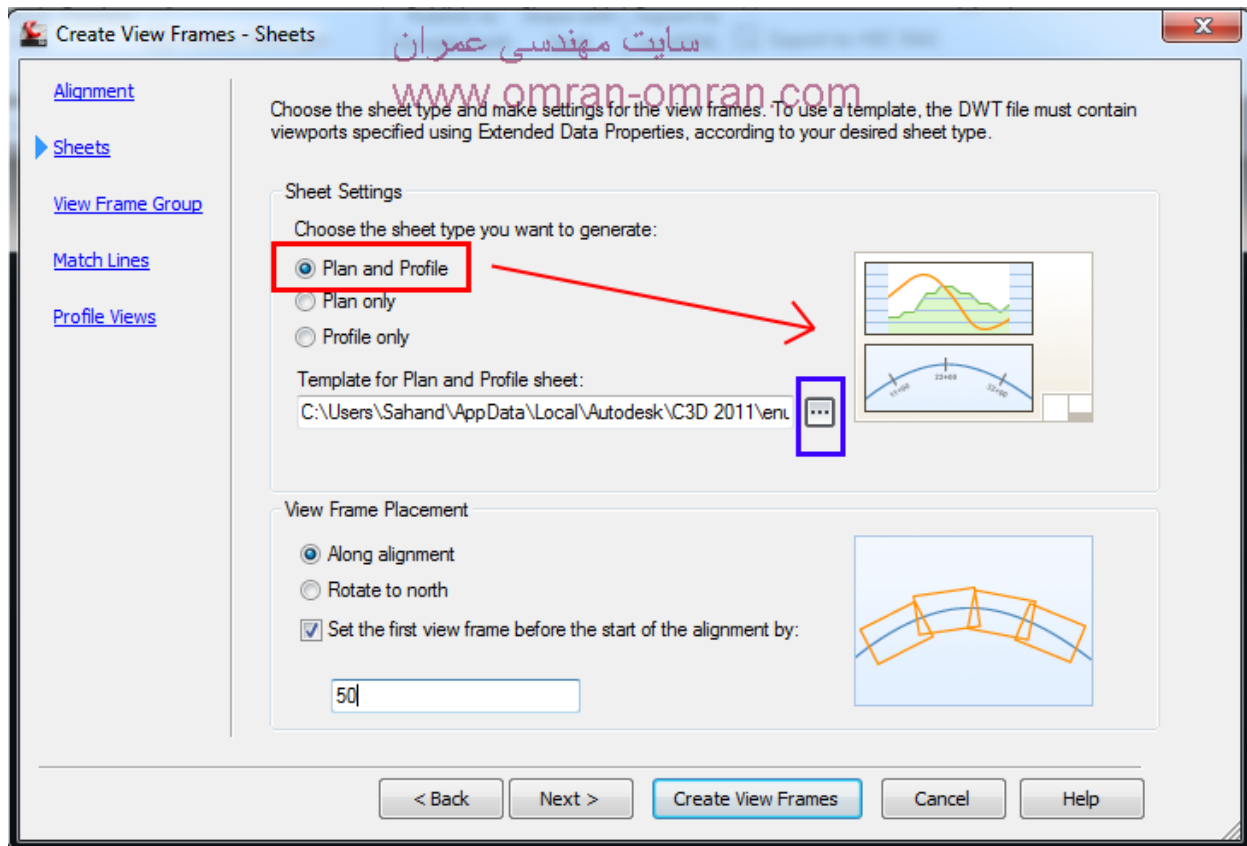 Create View Frames - Sheets
سایت مهندسی عمران
www.omran-omran.com
Alignment
Sheets
View Frame Group
Match Lines
Profile Views
Choose the sheet type and make settings for the view frames. To use a template, the DWT file must contain
viewports specified using Extended Data Properties, according to your desired sheet type.
Sheet Settings
Choose the sheet type you want to generate:
Plan and Profile
Plan only
Profile only
Template for Plan and Profile sheet:
C:\Users\Sahand\AppData\Local\Autodesk\C3D 2011\enu
...
View Frame Placement
Along alignment
Rotate to north
Set the first view frame before the start of the alignment by:
50
< Back
Next >
Create View Frames
Cancel
Help